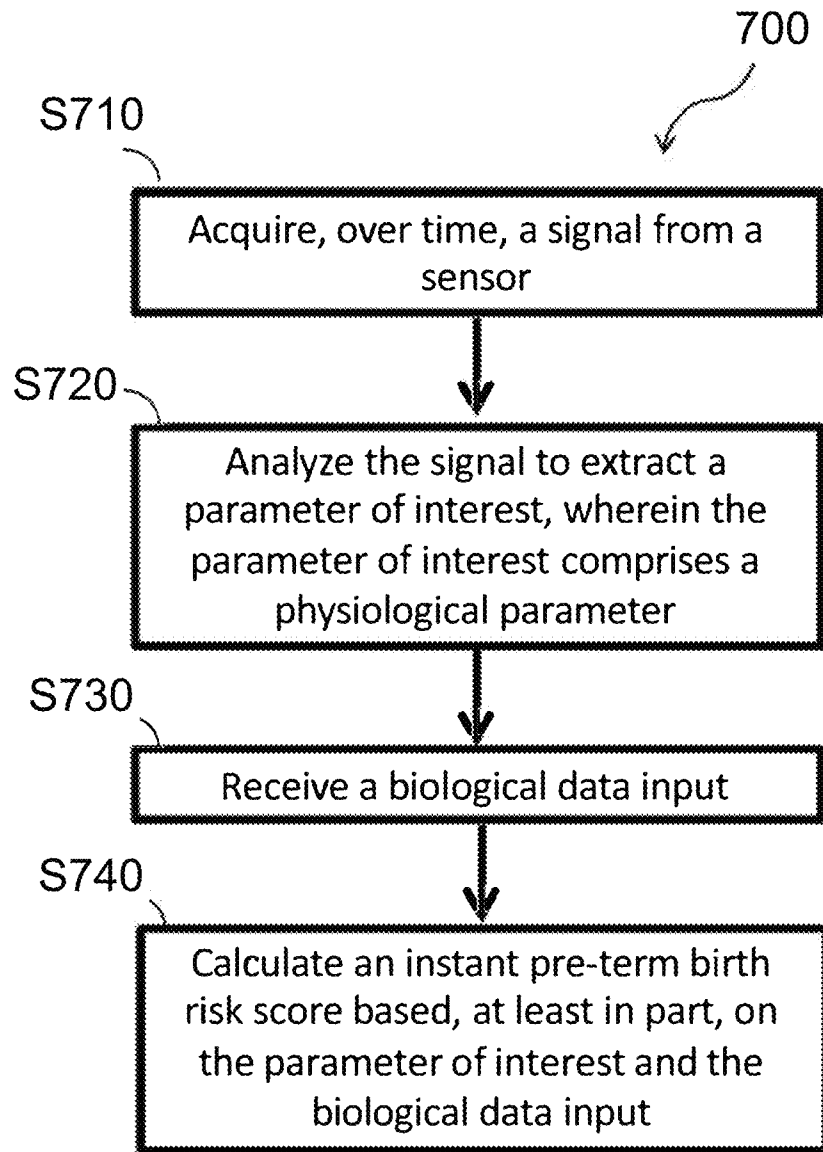 700
S710
Acquire, over time, a signal from a
sensor
S720
Analyze the signal to extract a
parameter of interest, wherein the
parameter of interest comprises a
physiological parameter
S730
Receive a biological data input
S740
Calculate an instant pre-term birth
risk score based, at least in part, on
the parameter of interest and the
biological data input